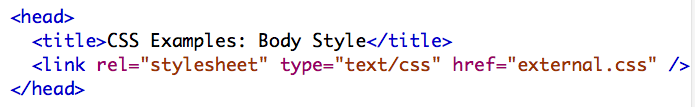 <head>
<title>CSS Examples: Body Style</title>
<link rel="stylesheet" type="text/css" href="external.css" />
</head>